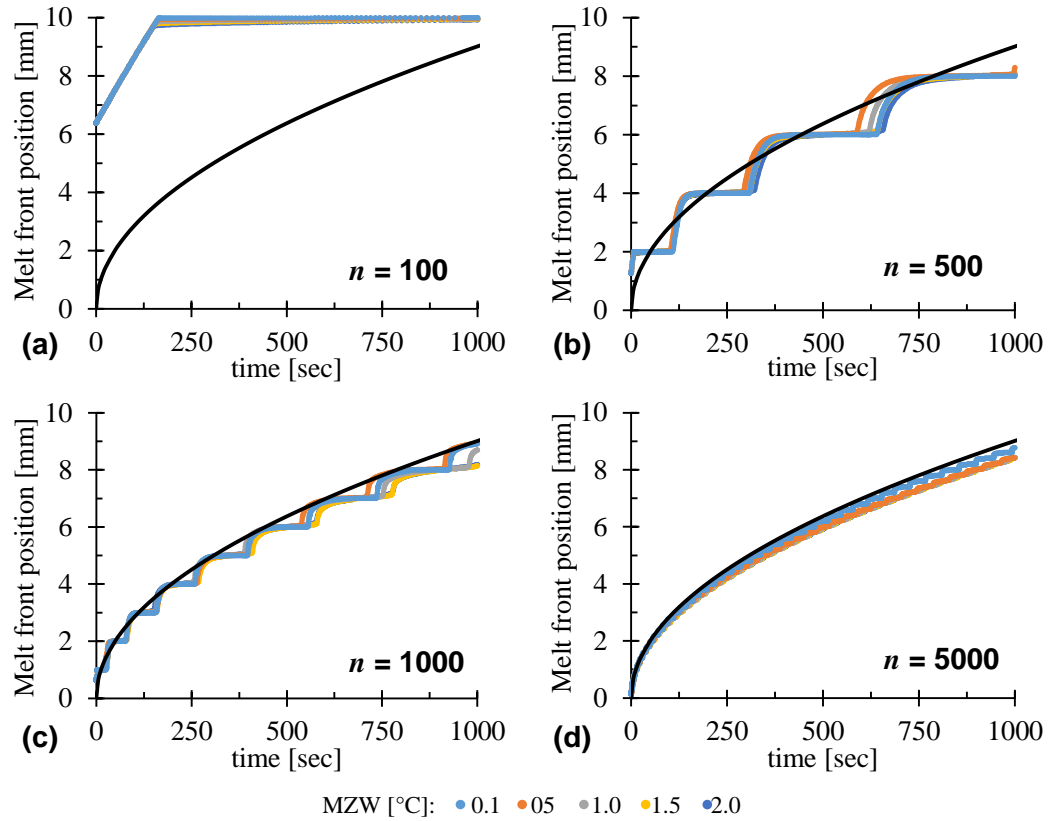 10
8
6
4
2
0
Melt front position [mm]
n = 100
0 250 500 750 1000
(a)
time [sec]
10
8
6
4
2
0
Melt front position [mm]
n = 500
0 250 500 750 1000
(b)
time [sec]
10
8
6
4
2
0
Melt front position [mm]
n = 1000
0 250 500 750 1000
(c)
time [sec]
10
8
6
4
2
0
Melt front position [mm]
n = 5000
0 250 500 750 1000
(d)
time [sec]
MZW [°C]: 0.1 05 1.0 1.5 2.0